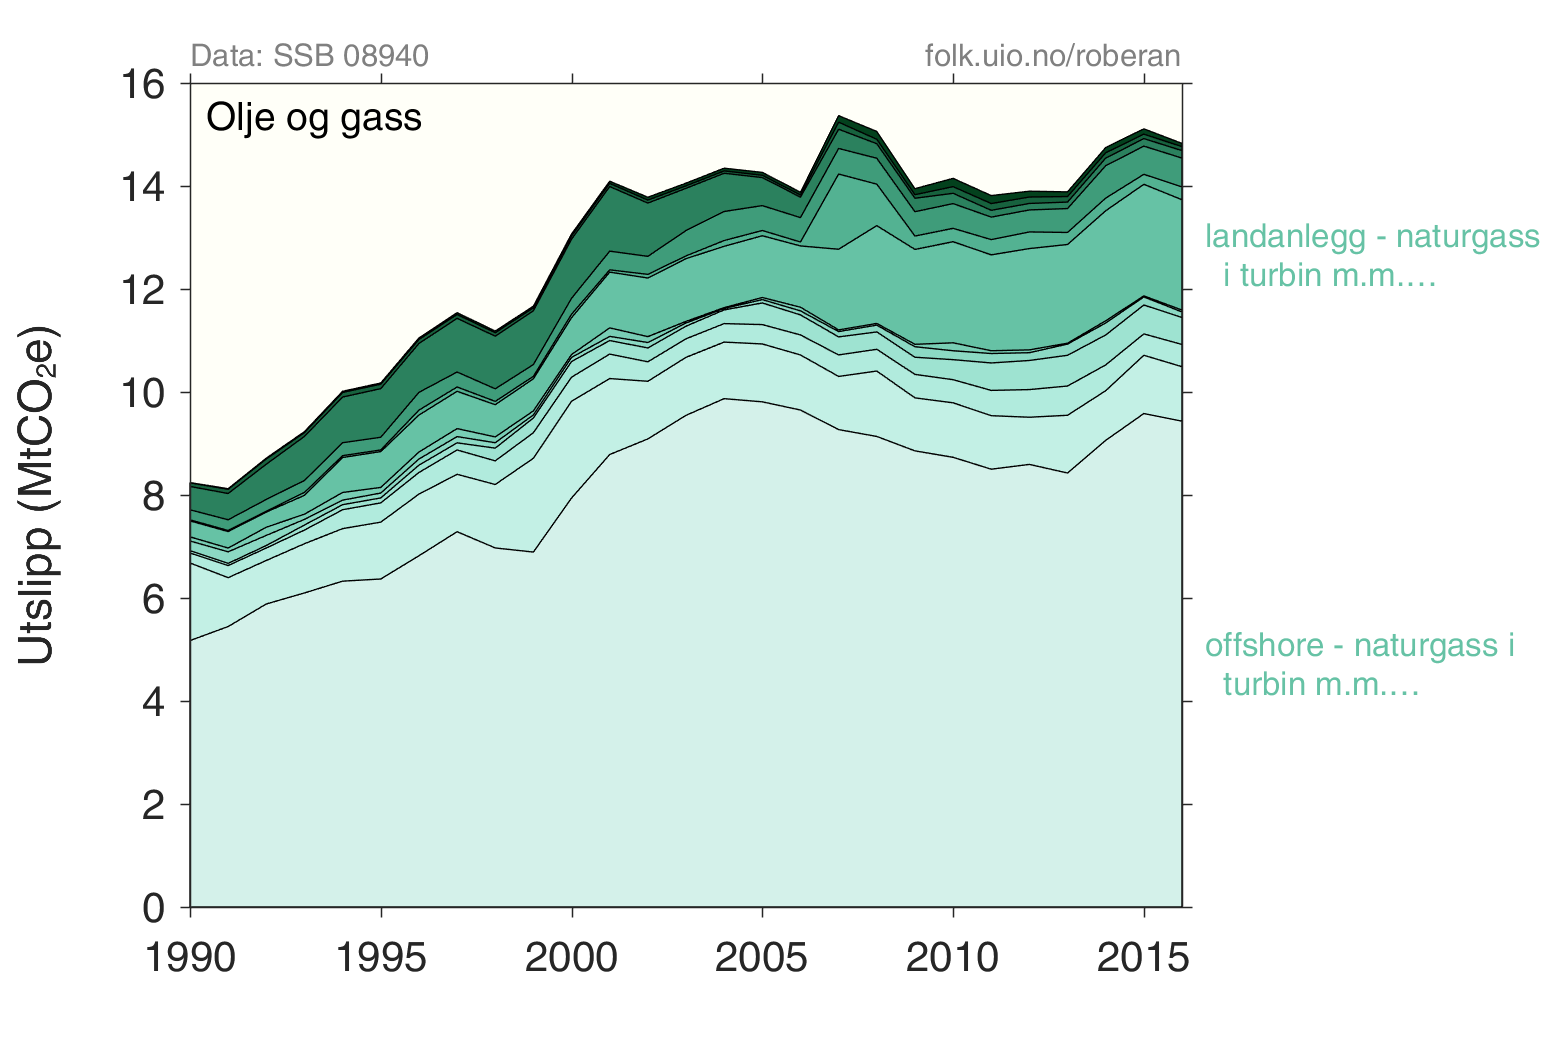 Data: SSB 08940
folk.uio.no/roberan
Olje og gass
Utslipp (MtCO₂e)
16
14
12
10
8
6
4
2
0
1990
1995
2000
2005
2010
2015
landanlegg - naturgass
i turbin m.m.…
offshore - naturgass i
turbin m.m.…